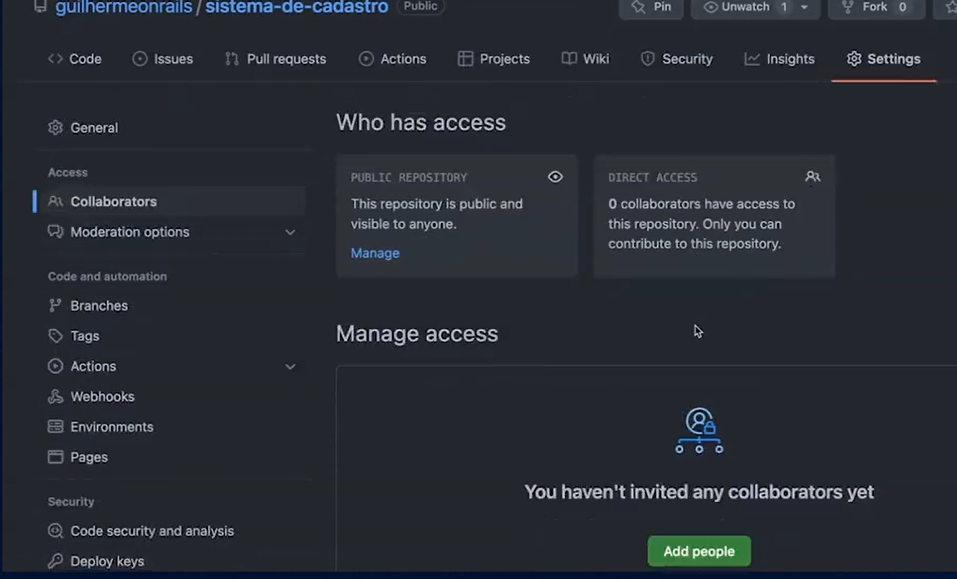 guilhermeonrails / sistema-de-cadastro Public
Pin
Unwatch 1
Fork 0
Code
Issues
Pull requests
Actions
Projects
Wiki
Security
Insights
Settings
General
Access
Collaborators
Moderation options
Code and automation
Branches
Tags
Actions
Webhooks
Environments
Pages
Security
Code security and analysis
Deploy keys
Who has access
PUBLIC REPOSITORY
This repository is public and
visible to anyone.
Manage
DIRECT ACCESS
0 collaborators have access to
this repository. Only you can
contribute to this repository.
Manage access
You haven't invited any collaborators yet
Add people